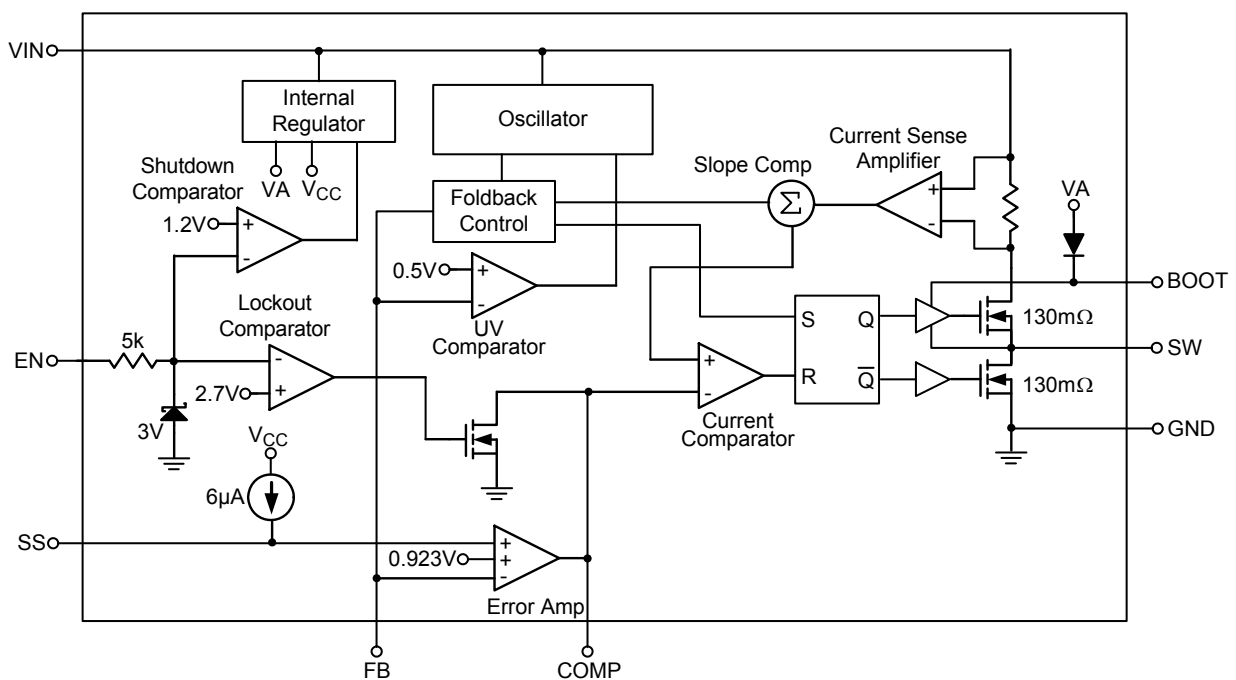 VIN
Internal
Regulator
Oscillator
Current Sense
Amplifier
Slope Comp
Shutdown
Comparator
VA
VCC
Foldback
Control
Σ
+
-
VA
1.2V
+
-
0.5V
+
-
UV
Comparator
BOOT
Lockout
Comparator
S
Q
130mΩ
EN
5k
-
+
2.7V
SW
+
-
R
Q̅
130mΩ
Current
Comparator
3V
GND
VCC
6µA
SS
+
0.923V
+
-
Error Amp
FB
COMP